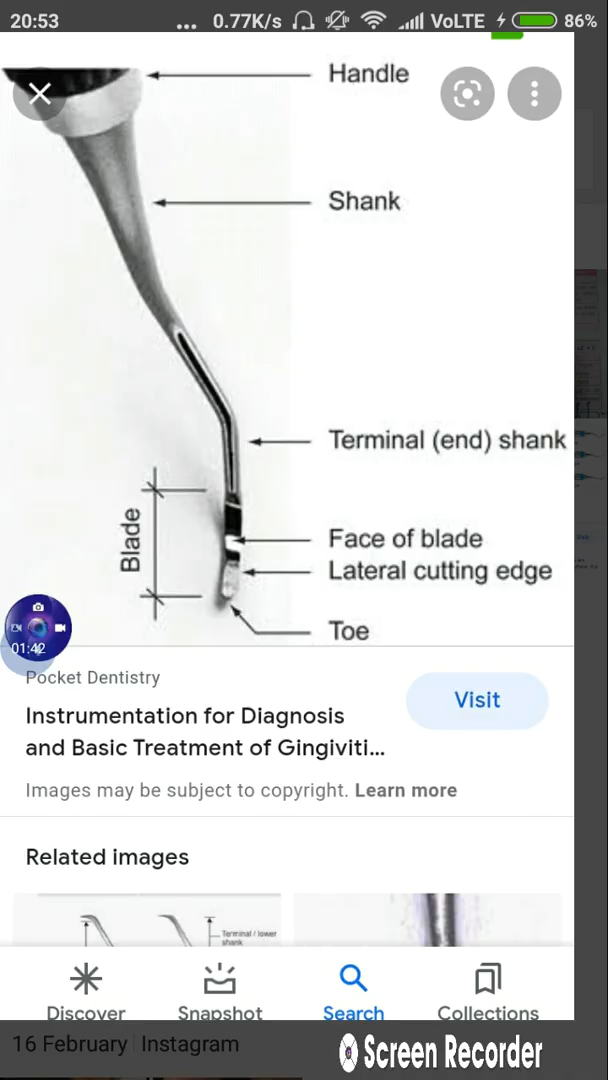 20:53 ... 0.77K/s VoLTE 86%
Handle
Shank
Terminal (end) shank
Blade
Face of blade
Lateral cutting edge
Toe
01:42
Pocket Dentistry
Instrumentation for Diagnosis
and Basic Treatment of Gingiviti...
Visit
Images may be subject to copyright. Learn more
Related images
Terminal / lower
shank
Discover Snapshot Search Collections
16 February Instagram
Screen Recorder